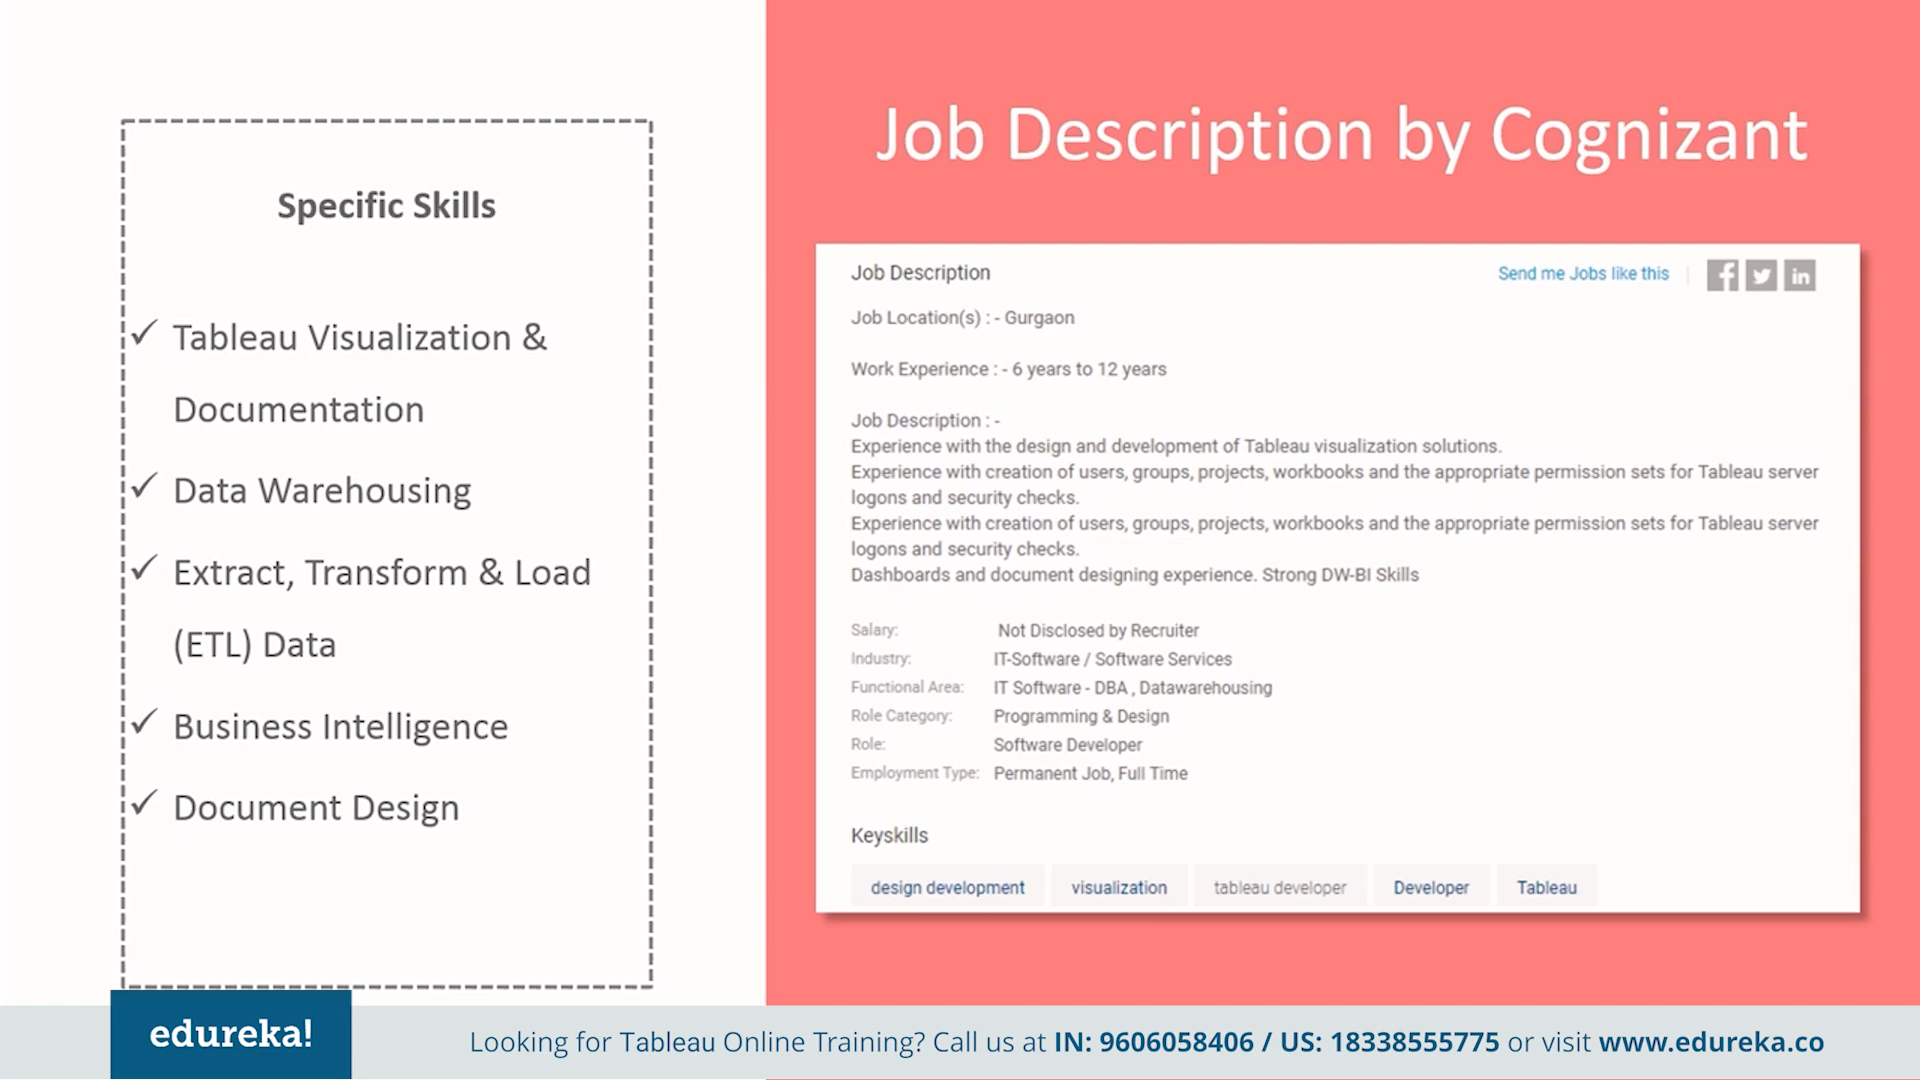 Specific Skills
✓ Tableau Visualization &
Documentation
✓ Data Warehousing
✓ Extract, Transform & Load
(ETL) Data
✓ Business Intelligence
✓ Document Design
Job Description by Cognizant
Job Description
Send me Jobs like this
Job Location(s) : - Gurgaon
Work Experience : - 6 years to 12 years
Job Description : -
Experience with the design and development of Tableau visualization solutions.
Experience with creation of users, groups, projects, workbooks and the appropriate permission sets for Tableau server
logons and security checks.
Experience with creation of users, groups, projects, workbooks and the appropriate permission sets for Tableau server
logons and security checks.
Dashboards and document designing experience. Strong DW-BI Skills
Salary: Not Disclosed by Recruiter
Industry: IT-Software / Software Services
Functional Area: IT Software - DBA , Datawarehousing
Role Category: Programming & Design
Role: Software Developer
Employment Type: Permanent Job, Full Time
Keyskills
design development visualization tableau developer Developer Tableau
edureka!
Looking for Tableau Online Training? Call us at IN: 9606058406 / US: 18338555775 or visit www.edureka.co